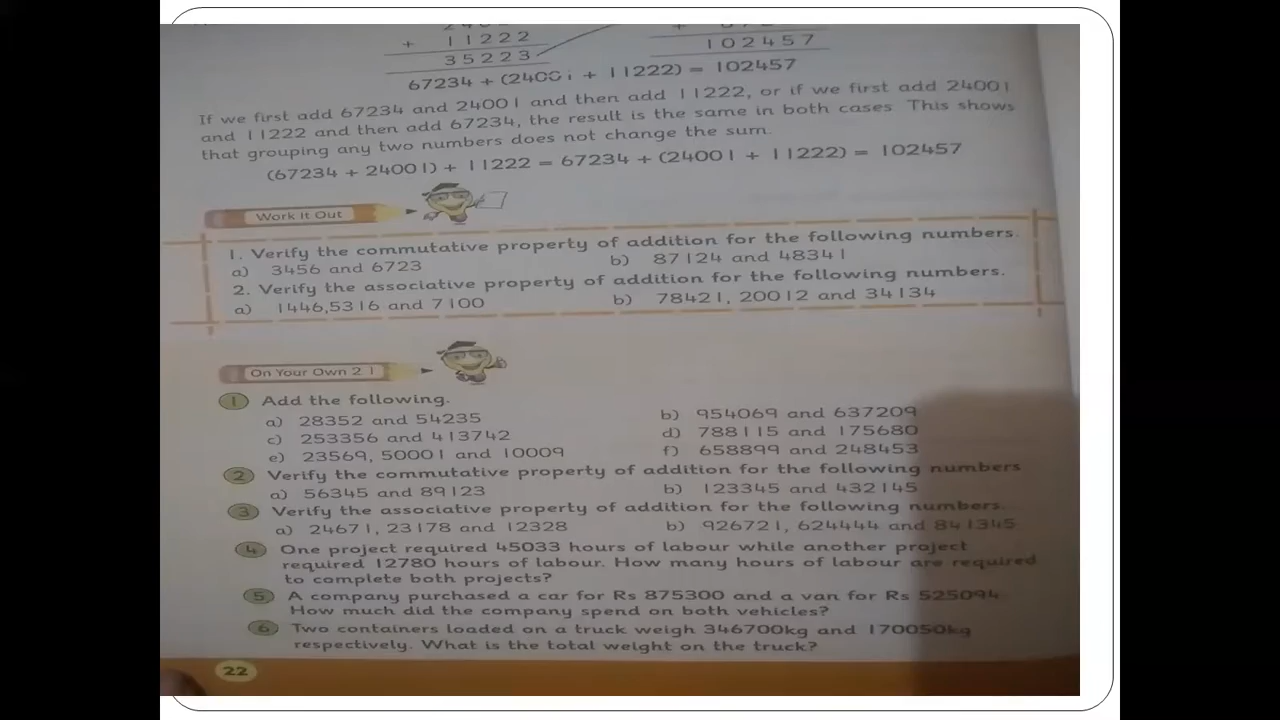 + 11222
35223
102457
67234 + (24001 + 11222) = 102457
If we first add 67234 and 24001 and then add 11222, or if we first add 24001
and 11222 and then add 67234, the result is the same in both cases. This shows
that grouping any two numbers does not change the sum.
(67234 + 24001) + 11222 = 67234 + (24001 + 11222) = 102457
Work It Out
1. Verify the commutative property of addition for the following numbers.
a) 3456 and 6723 b) 87124 and 48341
2. Verify the associative property of addition for the following numbers.
a) 1446,5316 and 7100 b) 78421, 20012 and 34134
On Your Own 2.1
1 Add the following.
a) 28352 and 54235 b) 954069 and 637209
c) 253356 and 413742 d) 788115 and 175680
e) 23569, 50001 and 10009 f) 658899 and 248453
2 Verify the commutative property of addition for the following numbers
a) 56345 and 89123 b) 123345 and 432145
3 Verify the associative property of addition for the following numbers.
a) 24671, 23178 and 12328 b) 926721, 624444 and 841345
4 One project required 45033 hours of labour while another project
required 12780 hours of labour. How many hours of labour are required
to complete both projects?
5 A company purchased a car for Rs 875300 and a van for Rs 525094.
How much did the company spend on both vehicles?
6 Two containers loaded on a truck weigh 346700kg and 170050kg
respectively. What is the total weight on the truck?
22